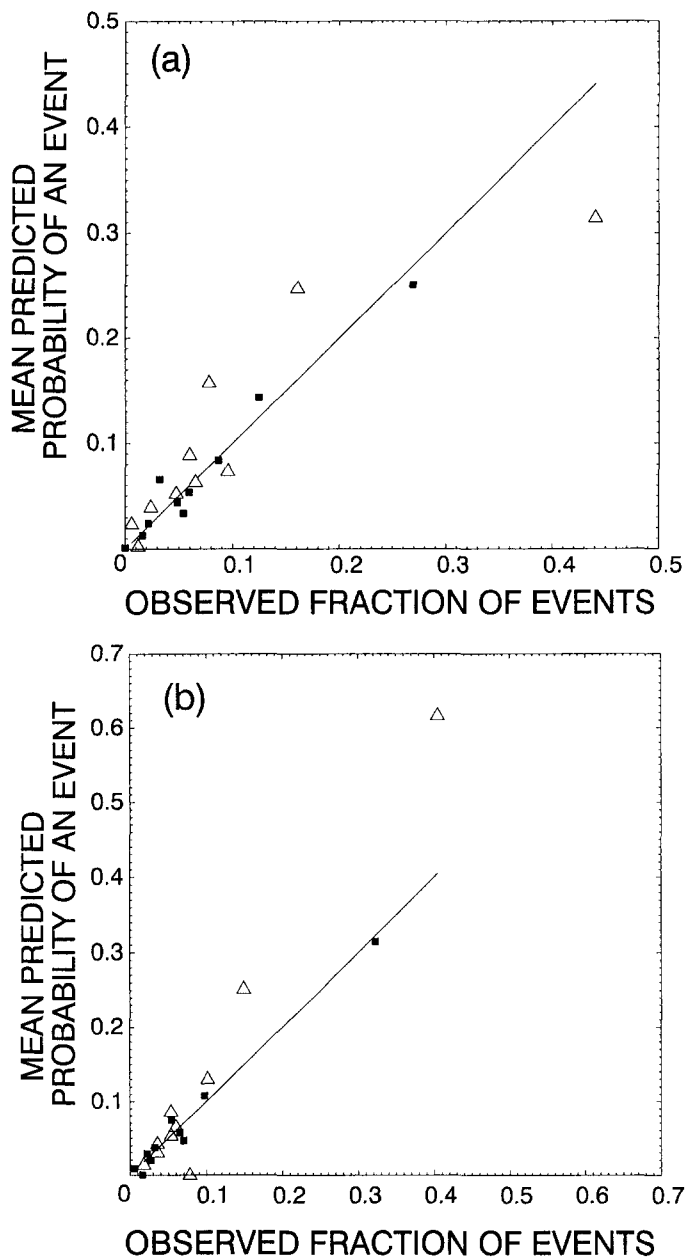 (a)
MEAN PREDICTED
PROBABILITY OF AN EVENT
0.5
0.4
0.3
0.2
0.1
0 0.1 0.2 0.3 0.4 0.5
OBSERVED FRACTION OF EVENTS
(b)
MEAN PREDICTED
PROBABILITY OF AN EVENT
0.7
0.6
0.5
0.4
0.3
0.2
0.1
0 0.1 0.2 0.3 0.4 0.5 0.6 0.7
OBSERVED FRACTION OF EVENTS